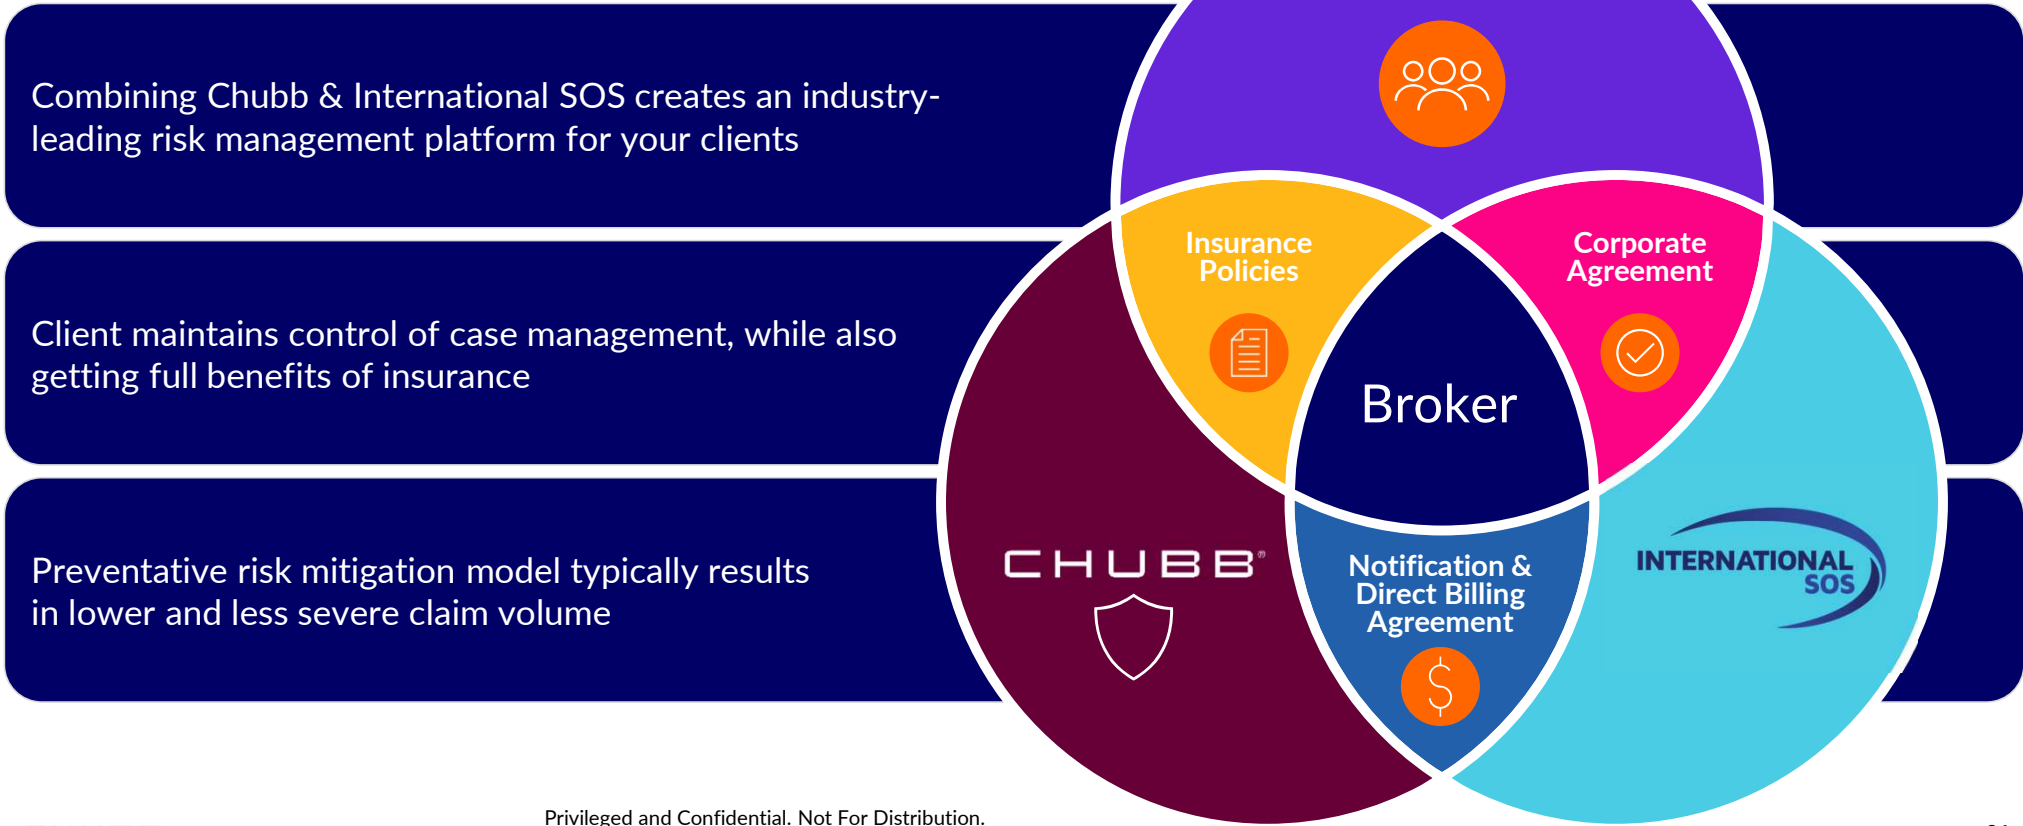 Combining Chubb & International SOS creates an industry-
leading risk management platform for your clients
Client maintains control of case management, while also
getting full benefits of insurance
Preventative risk mitigation model typically results
in lower and less severe claim volume
Insurance
Policies
Corporate
Agreement
Broker
CHUBB®
Notification &
Direct Billing
Agreement
INTERNATIONAL
SOS
Privileged and Confidential. Not For Distribution.